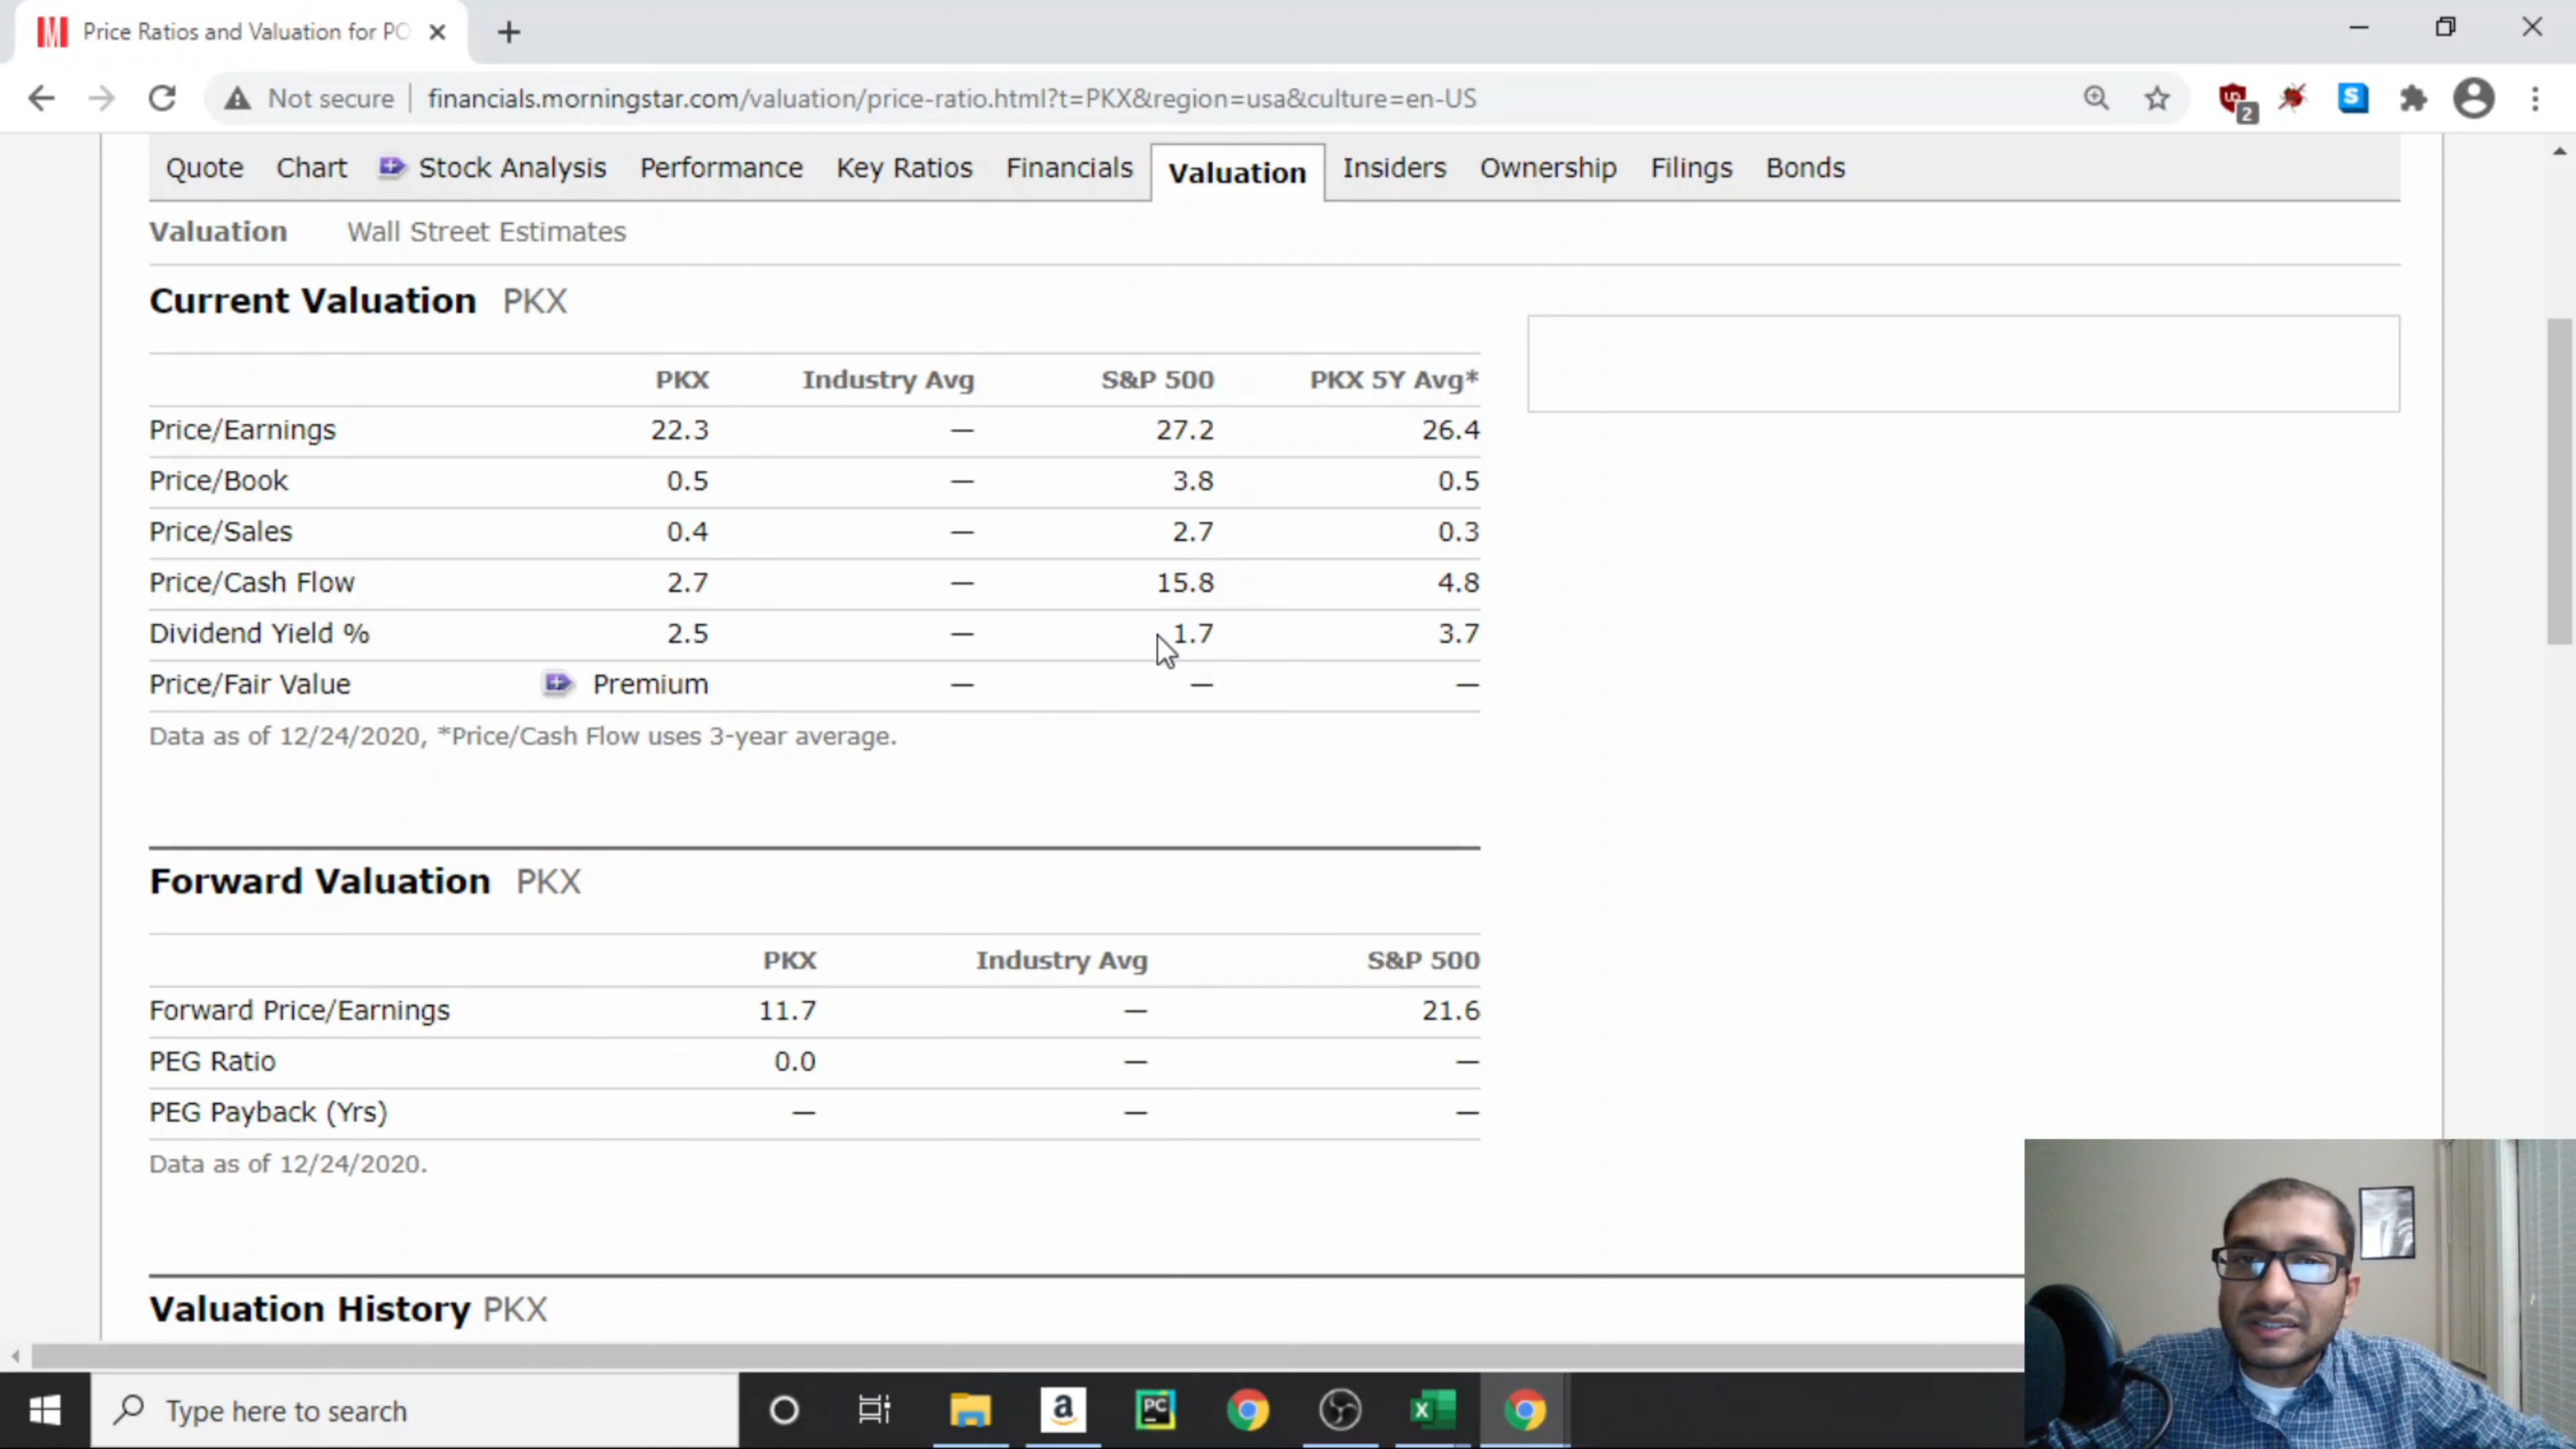 Price Ratios and Valuation for PO
Not secure financials.morningstar.com/valuation/price-ratio.html?t=PKX&region=usa&culture=en-US
2
Quote Chart Stock Analysis Performance Key Ratios Financials Valuation Insiders Ownership Filings Bonds
Valuation Wall Street Estimates
Current Valuation PKX
PKX Industry Avg S&P 500 PKX 5Y Avg*
Price/Earnings 22.3 — 27.2 26.4
Price/Book 0.5 — 3.8 0.5
Price/Sales 0.4 — 2.7 0.3
Price/Cash Flow 2.7 — 15.8 4.8
Dividend Yield % 2.5 — 1.7 3.7
Price/Fair Value Premium — — —
Data as of 12/24/2020, *Price/Cash Flow uses 3-year average.
Forward Valuation PKX
PKX Industry Avg S&P 500
Forward Price/Earnings 11.7 — 21.6
PEG Ratio 0.0 — —
PEG Payback (Yrs) — — —
Data as of 12/24/2020.
Valuation History PKX
Type here to search